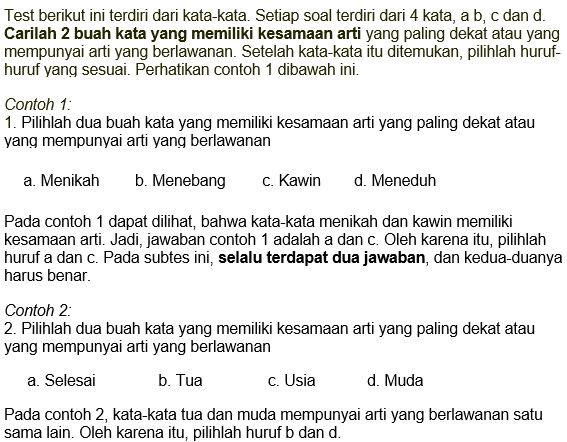 Test berikut ini terdiri dari kata-kata. Setiap soal terdiri dari 4 kata, a b, c dan d.
Carilah 2 buah kata yang memiliki kesamaan arti yang paling dekat atau yang
mempunyai arti yang berlawanan. Setelah kata-kata itu ditemukan, pilihlah huruf-
huruf yang sesuai. Perhatikan contoh 1 dibawah ini.
Contoh 1:
1. Pilihlah dua buah kata yang memiliki kesamaan arti yang paling dekat atau
yang mempunyai arti yang berlawanan
a. Menikah b. Menebang c. Kawin d. Meneduh
Pada contoh 1 dapat dilihat, bahwa kata-kata menikah dan kawin memiliki
kesamaan arti. Jadi, jawaban contoh 1 adalah a dan c. Oleh karena itu, pilihlah
huruf a dan c. Pada subtes ini, selalu terdapat dua jawaban, dan kedua-duanya
harus benar.
Contoh 2:
2. Pilihlah dua buah kata yang memiliki kesamaan arti yang paling dekat atau
yang mempunyai arti yang berlawanan
a. Selesai b. Tua c. Usia d. Muda
Pada contoh 2, kata-kata tua dan muda mempunyai arti yang berlawanan satu
sama lain. Oleh karena itu, pilihlah huruf b dan d.